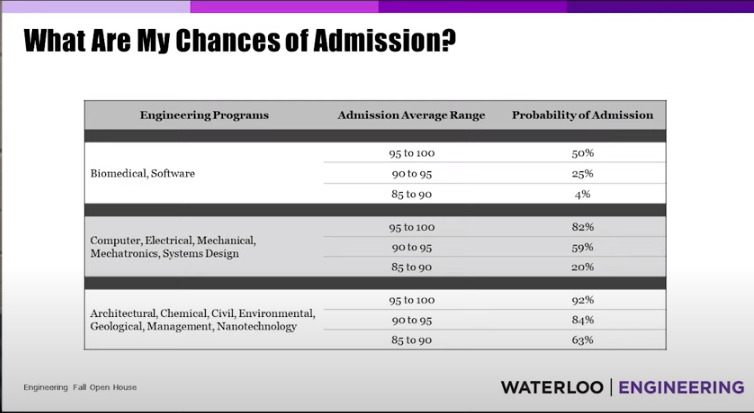 What Are My Chances of Admission?
Engineering Programs Admission Average Range Probability of Admission
Biomedical, Software
95 to 100 50%
90 to 95 25%
85 to 90 4%
Computer, Electrical, Mechanical,
Mechatronics, Systems Design
95 to 100 82%
90 to 95 59%
85 to 90 20%
Architectural, Chemical, Civil, Environmental,
Geological, Management, Nanotechnology
95 to 100 92%
90 to 95 84%
85 to 90 63%
Engineering Fall Open House
WATERLOO | ENGINEERING